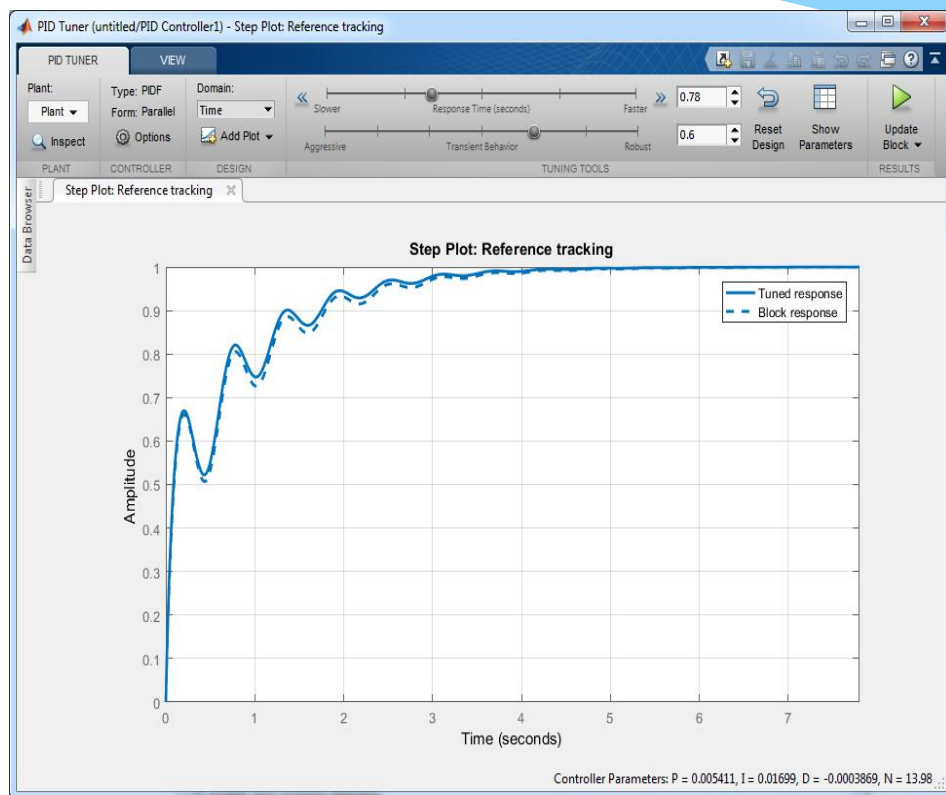 PID Tuner (untitled/PID Controller1) - Step Plot: Reference tracking
PID TUNER VIEW
Plant:
Plant
Inspect
PLANT
Type: PIDF
Form: Parallel
Options
CONTROLLER
Domain:
Time
Add Plot
DESIGN
Slower Response Time (seconds) Faster 0.78
Aggressive Transient Behavior Robust 0.6
Reset Design
Show Parameters
TUNING TOOLS
Update Block
RESULTS
Data Browser
Step Plot: Reference tracking
Step Plot: Reference tracking
Tuned response
Block response
Amplitude
1
0.9
0.8
0.7
0.6
0.5
0.4
0.3
0.2
0.1
0
0 1 2 3 4 5 6 7
Time (seconds)
Controller Parameters: P = 0.005411, I = 0.01699, D = -0.0003869, N = 13.98